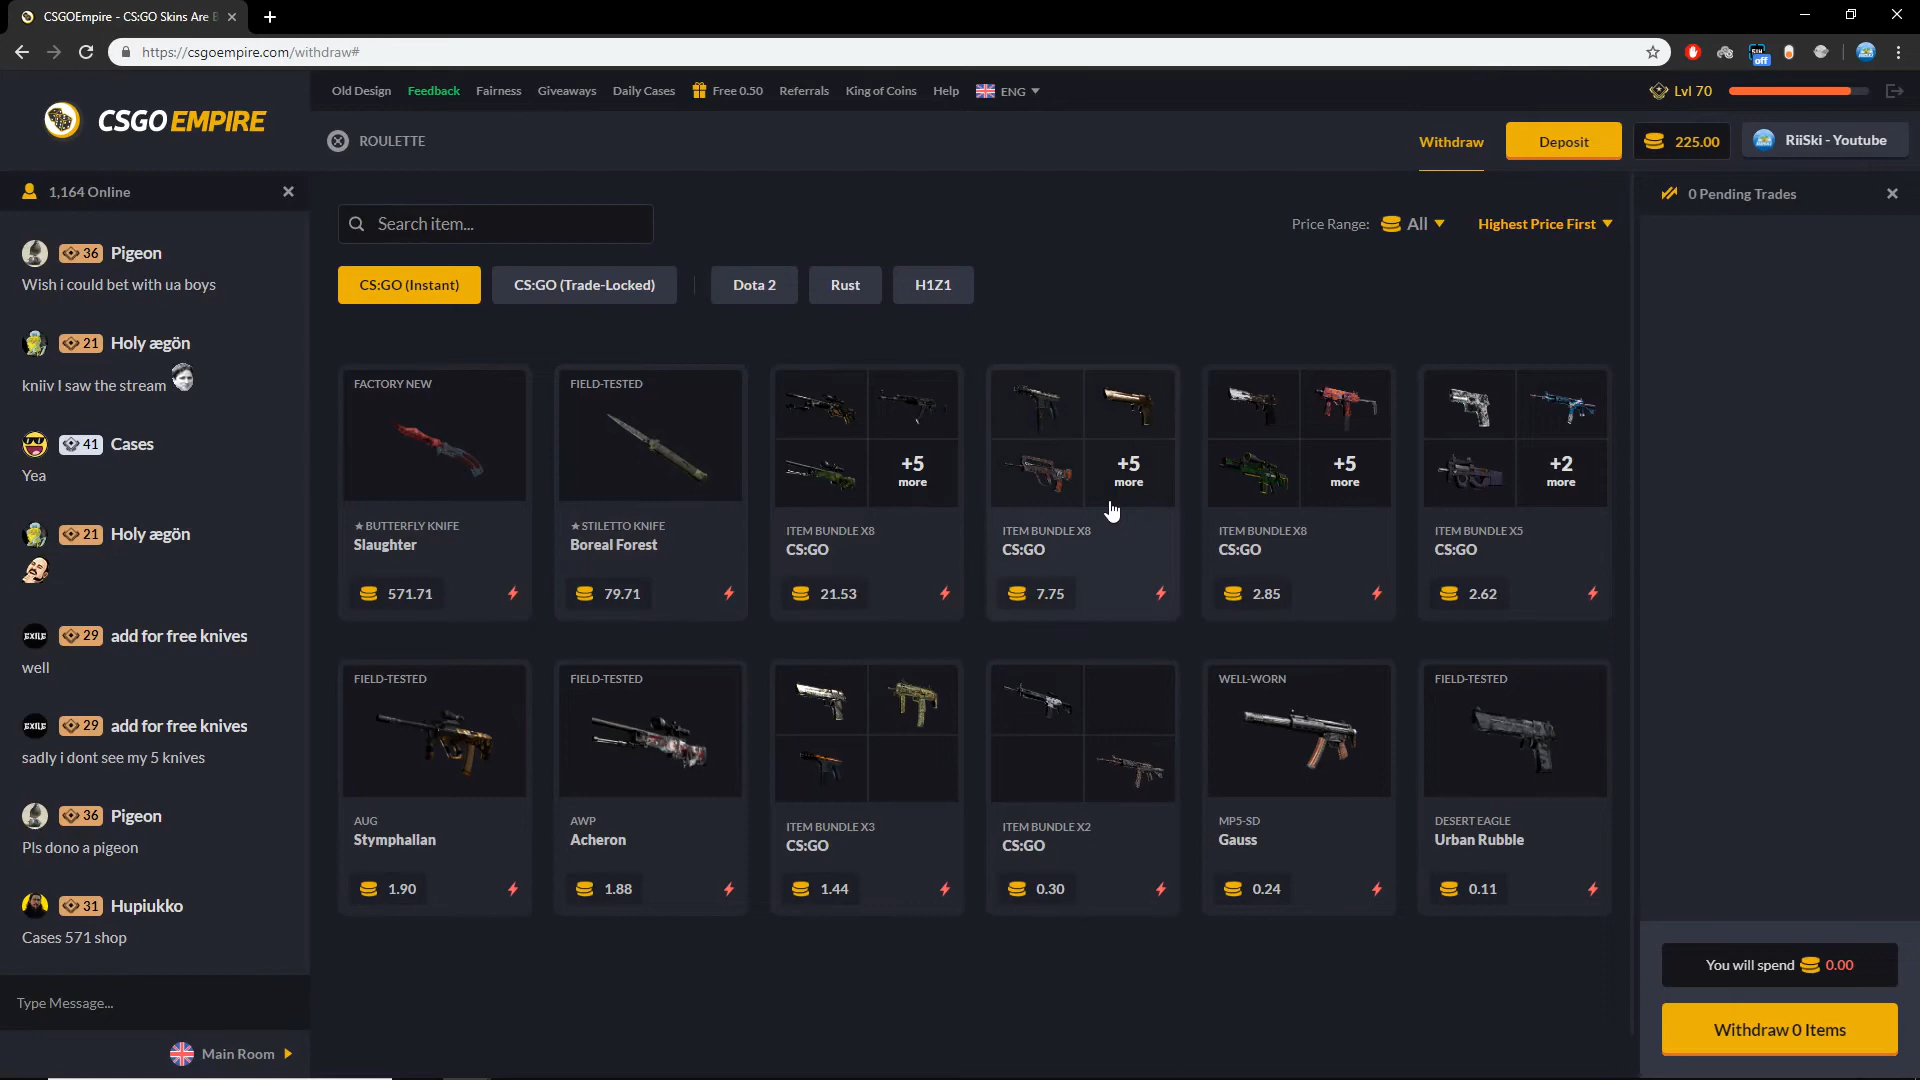 CSGOEmpire - CS:GO Skins Are B
https://csgoempire.com/withdraw#
off
CSGOEMPIRE
Old Design
Feedback
Fairness
Giveaways
Daily Cases
Free 0.50
Referrals
King of Coins
Help
ENG
Lvl 70
ROULETTE
Withdraw
Deposit
225.00
RiiSki - Youtube
1,164 Online
36 Pigeon
Wish i could bet with ua boys
21 Holy ægön
kniiv I saw the stream
41 Cases
Yea
21 Holy ægön
EXILE 29 add for free knives
well
EXILE 29 add for free knives
sadly i dont see my 5 knives
36 Pigeon
Pls dono a pigeon
31 Hupiukko
Cases 571 shop
Type Message...
Main Room
Search item...
Price Range: All
Highest Price First
CS:GO (Instant)
CS:GO (Trade-Locked)
Dota 2
Rust
H1Z1
FACTORY NEW
★ BUTTERFLY KNIFE
Slaughter
571.71
FIELD-TESTED
★ STILETTO KNIFE
Boreal Forest
79.71
+5
more
ITEM BUNDLE X8
CS:GO
21.53
+5
more
ITEM BUNDLE X8
CS:GO
7.75
+5
more
ITEM BUNDLE X8
CS:GO
2.85
+2
more
ITEM BUNDLE X5
CS:GO
2.62
FIELD-TESTED
AUG
Stymphalian
1.90
FIELD-TESTED
AWP
Acheron
1.88
ITEM BUNDLE X3
CS:GO
1.44
ITEM BUNDLE X2
CS:GO
0.30
WELL-WORN
MP5-SD
Gauss
0.24
FIELD-TESTED
DESERT EAGLE
Urban Rubble
0.11
0 Pending Trades
You will spend 0.00
Withdraw 0 Items